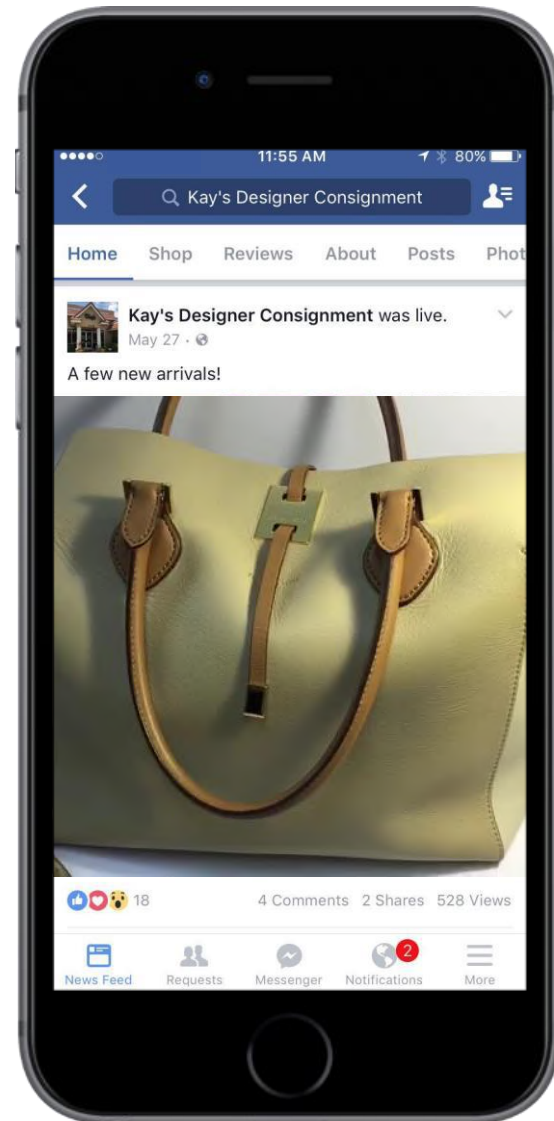 11:55 AM 80%
Kay's Designer Consignment
Home Shop Reviews About Posts Phot
Kay's Designer Consignment was live.
May 27
A few new arrivals!
18 4 Comments 2 Shares 528 Views
2
News Feed Requests Messenger Notifications More